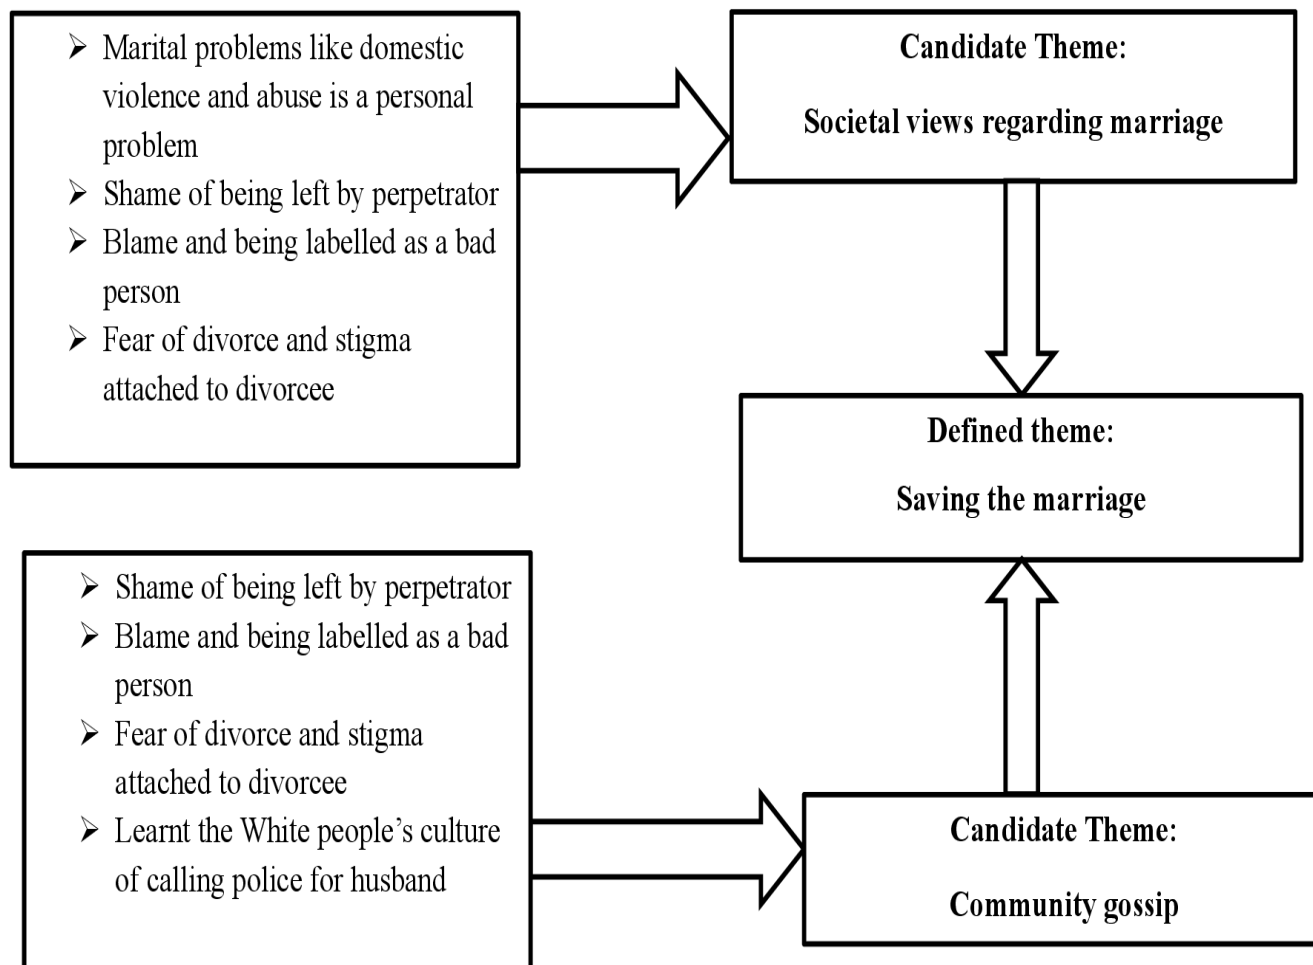 ➢ Marital problems like domestic
violence and abuse is a personal
problem
➢ Shame of being left by perpetrator
➢ Blame and being labelled as a bad
person
➢ Fear of divorce and stigma
attached to divorcee
Candidate Theme:
Societal views regarding marriage
Defined theme:
Saving the marriage
➢ Shame of being left by perpetrator
➢ Blame and being labelled as a bad
person
➢ Fear of divorce and stigma
attached to divorcee
➢ Learnt the White people’s culture
of calling police for husband
Candidate Theme:
Community gossip